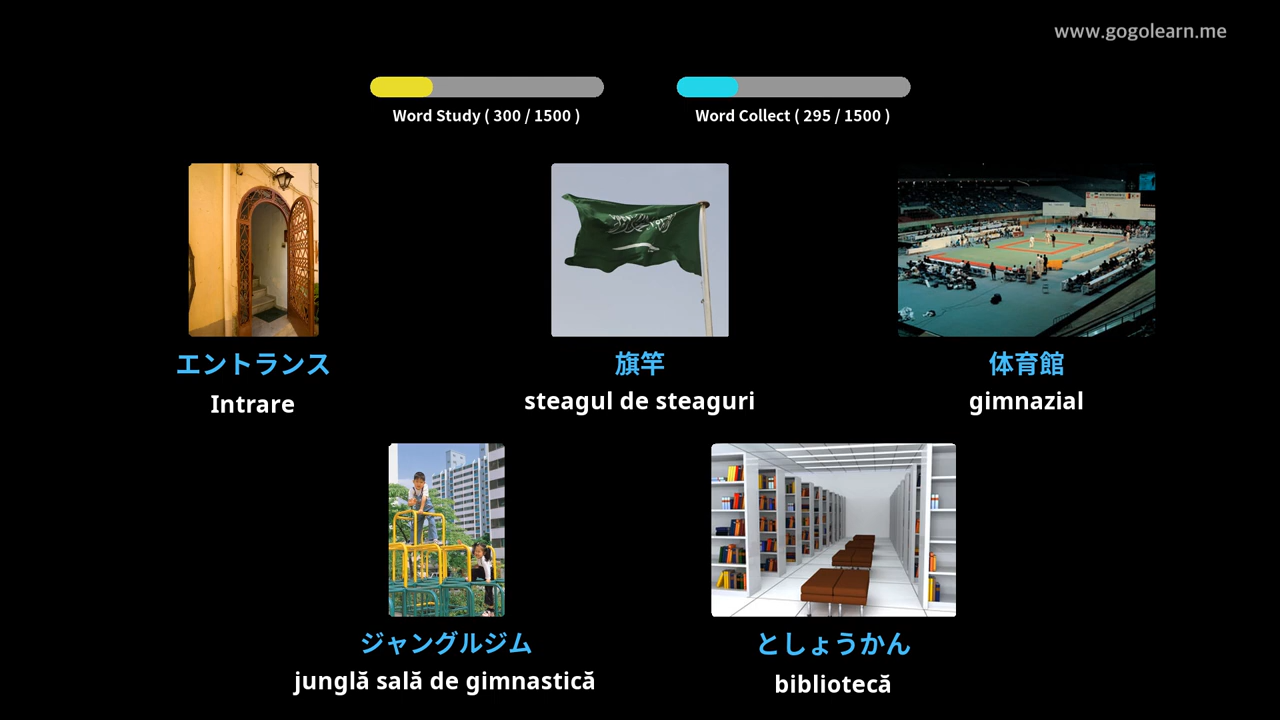 www.gogolearn.me
Word Study ( 300 / 1500 )
Word Collect ( 295 / 1500 )
エントランス
Intrare
旗竿
steagul de steaguri
体育館
gimnazial
ジャングルジム
junglă sală de gimnastică
としょうかん
bibliotecă